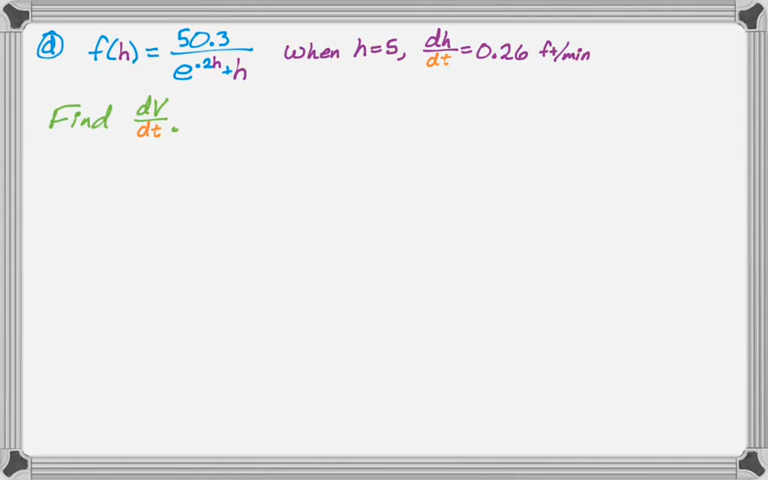 ⓓ f(h) = 50.3 / e^.2h + h when h=5, dh/dt = 0.26 ft/min
Find dV/dt.